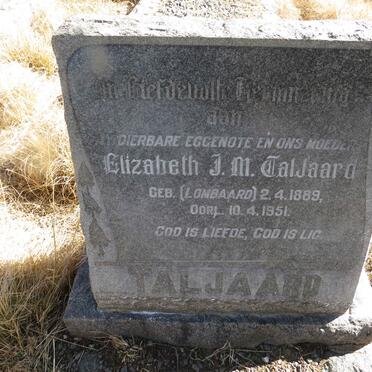 In Liefdevolle Herinnering
aan
MY DIERBARE EGGENOTE EN ONS MOEDER
Elizabeth J. M. Taljaard
GEB. (LOMBAARD) 2.4.1889,
OORL. 10.4.1951.
GOD IS LIEFDE, GOD IS LIG
TALJAARD